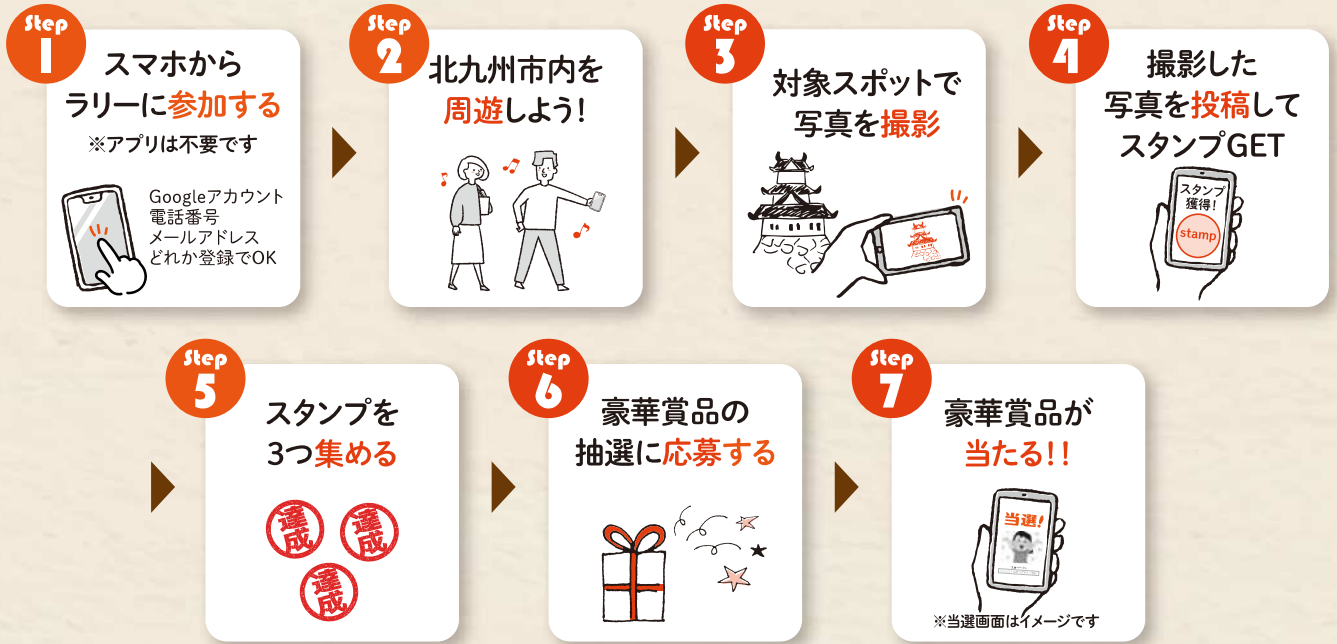 Step
1
スマホから
ラリーに参加する
※アプリは不要です
Googleアカウント
電話番号
メールアドレス
どれか登録でOK
Step
2
北九州市内を
周遊しよう!
Step
3
対象スポットで
写真を撮影
Step
4
撮影した
写真を投稿して
スタンプGET
スタンプ
獲得!
stamp
Step
5
スタンプを
3つ集める
達成
達成
達成
Step
6
豪華賞品の
抽選に応募する
Step
7
豪華賞品が
当たる!!
当選!
※当選画面はイメージです